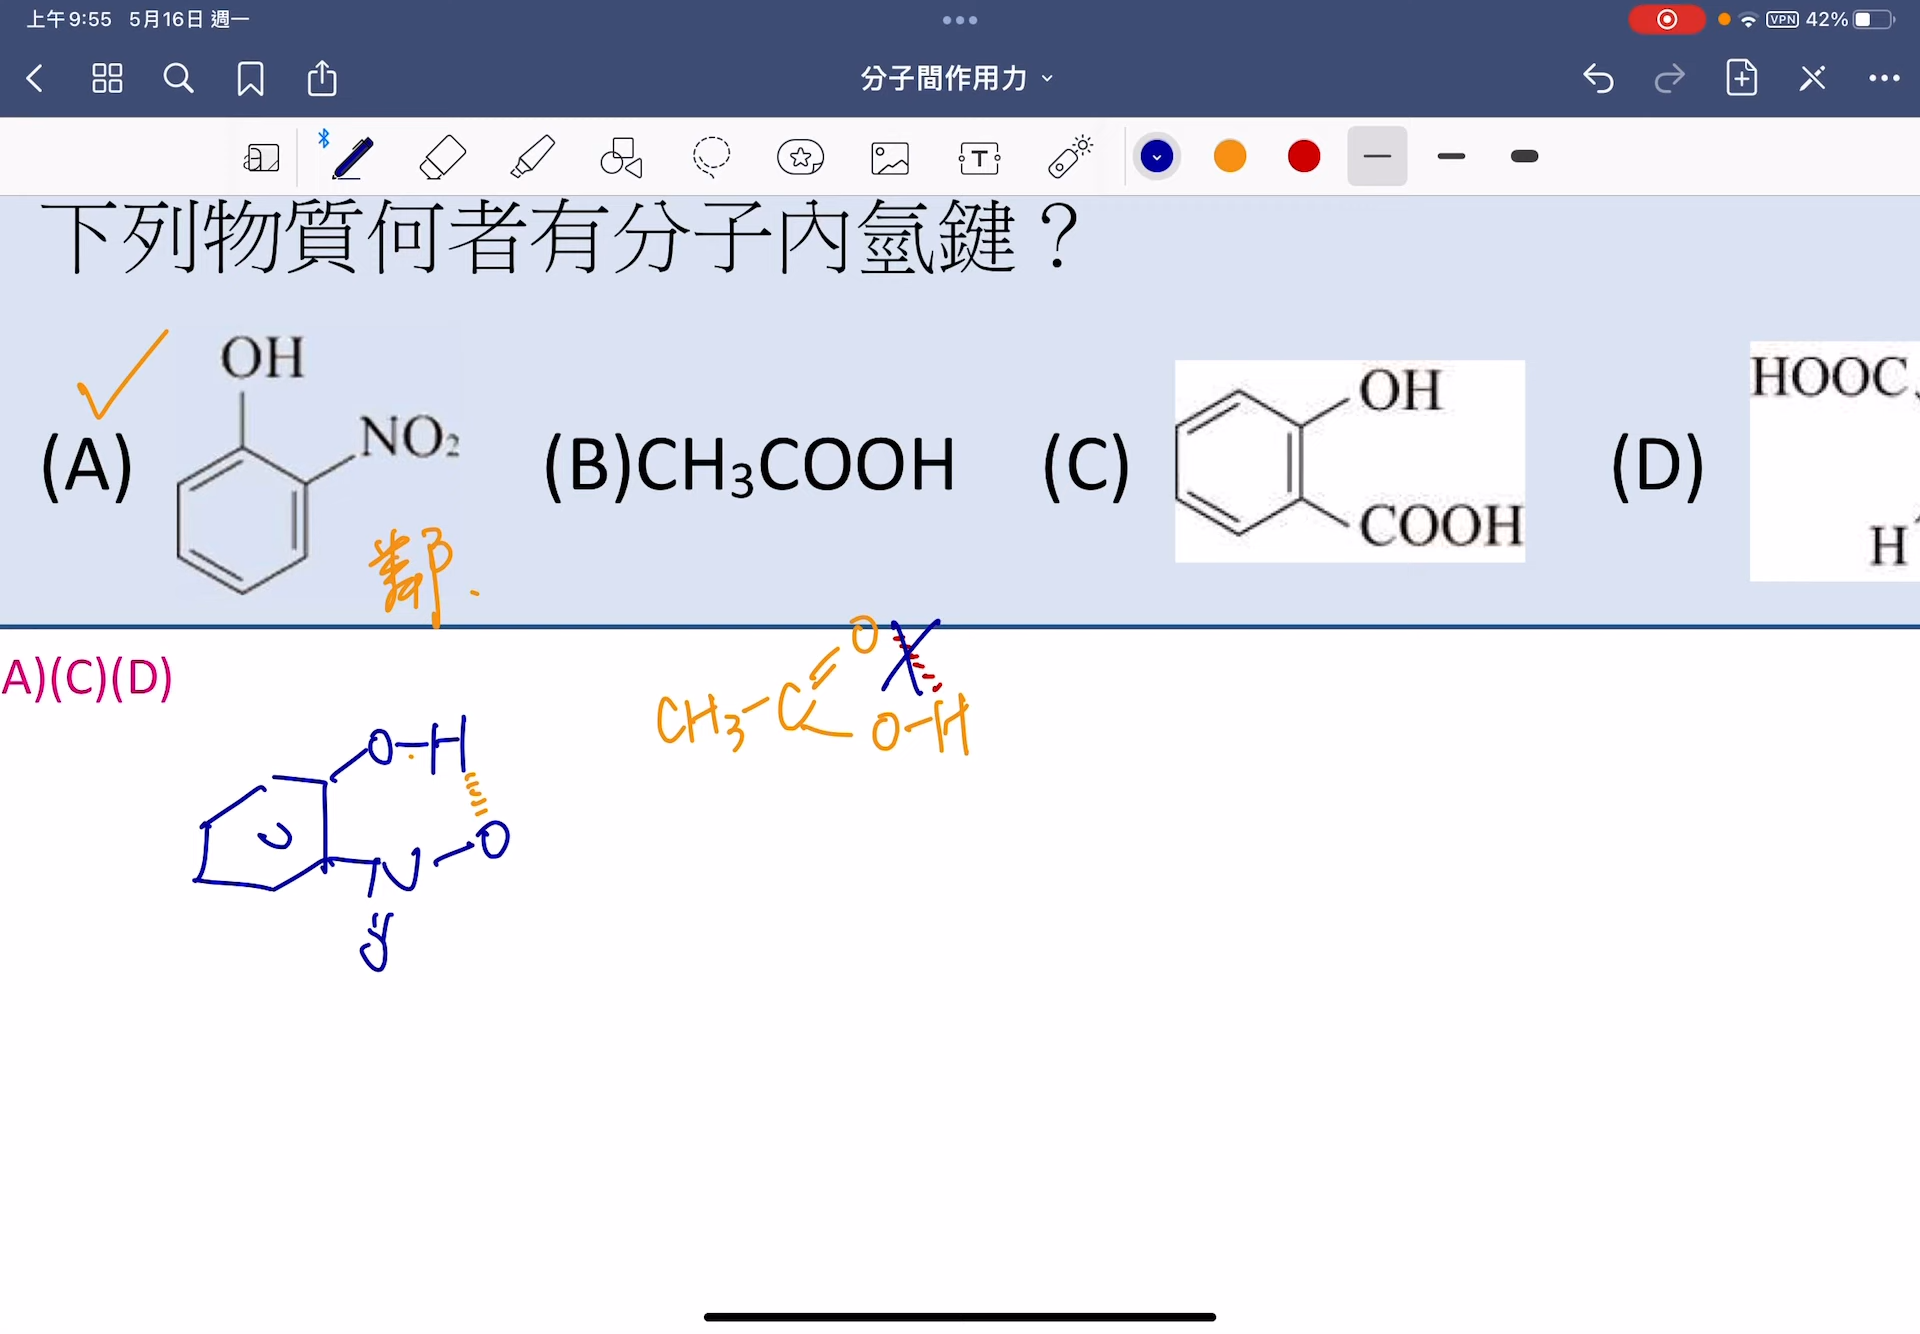 上午9:55 5月16日 週一
VPN 42%
分子間作用力
下列物質何者有分子內氫鍵？
(A)
OH
NO₂
鄰.
(B)CH₃COOH
(C)
OH
COOH
(D)
HOOC
H
A)(C)(D)
CH₃-C
O
O-H
O-H
N-O
O